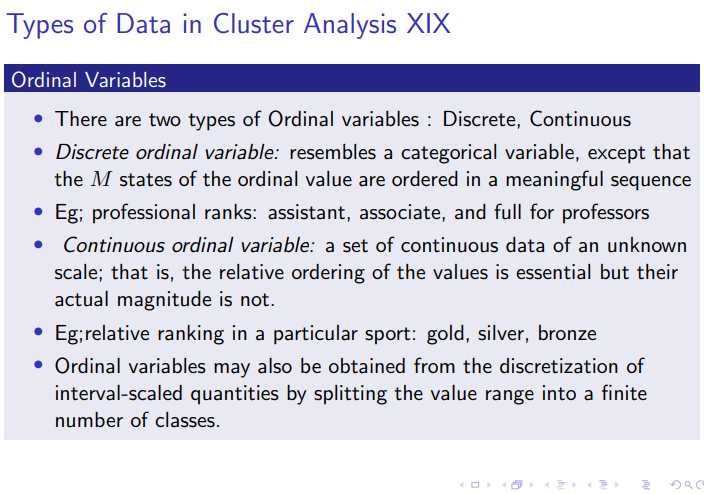 Types of Data in Cluster Analysis XIX
Ordinal Variables
• There are two types of Ordinal variables : Discrete, Continuous
• Discrete ordinal variable: resembles a categorical variable, except that
the M states of the ordinal value are ordered in a meaningful sequence
• Eg; professional ranks: assistant, associate, and full for professors
• Continuous ordinal variable: a set of continuous data of an unknown
scale; that is, the relative ordering of the values is essential but their
actual magnitude is not.
• Eg;relative ranking in a particular sport: gold, silver, bronze
• Ordinal variables may also be obtained from the discretization of
interval-scaled quantities by splitting the value range into a finite
number of classes.